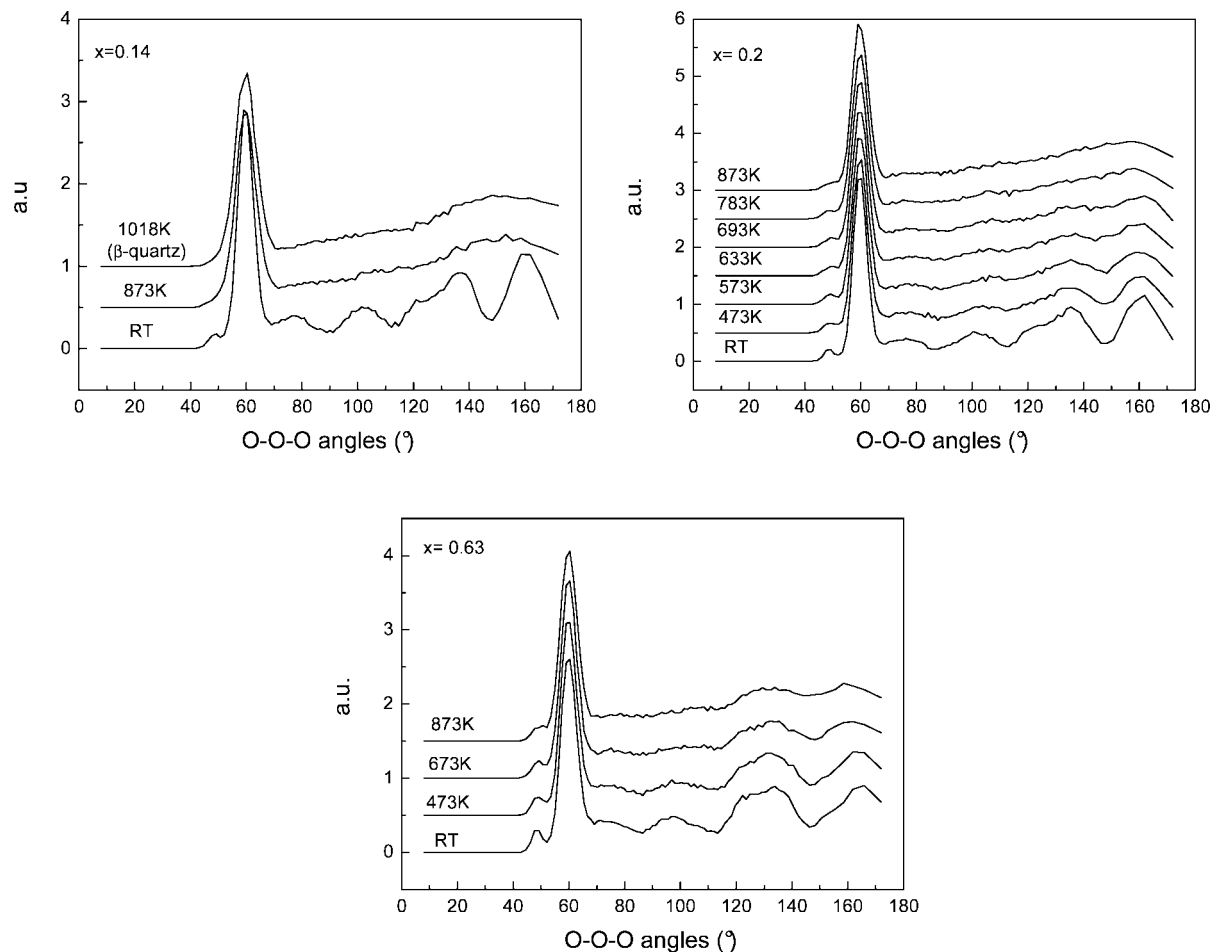 4
3
2
1
0
x=0.14
1018K
(β-quartz)
873K
RT
a.u
0 20 40 60 80 100 120 140 160 180
O-O-O angles (°)
6
5
4
3
2
1
0
x= 0.2
873K
783K
693K
633K
573K
473K
RT
a.u.
0 20 40 60 80 100 120 140 160 180
O-O-O angles (°)
4
3
2
1
0
x= 0.63
873K
673K
473K
RT
a.u.
0 20 40 60 80 100 120 140 160 180
O-O-O angles (°)